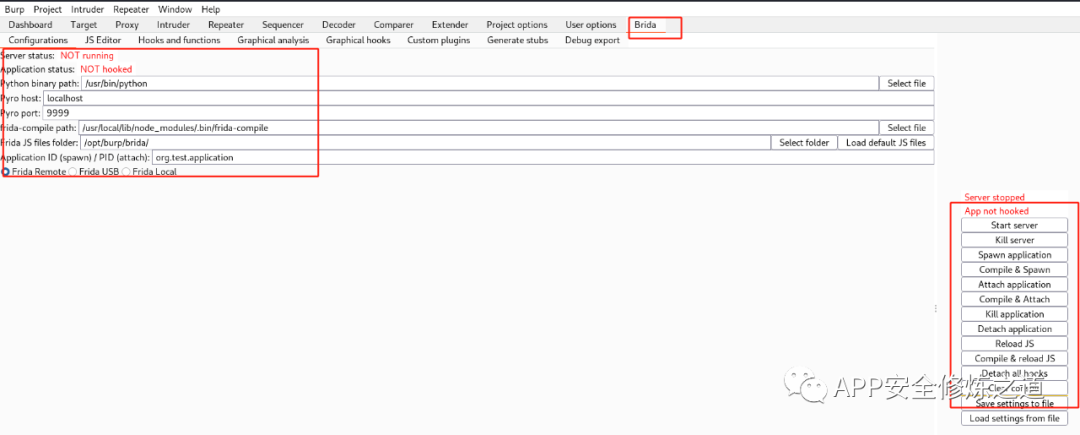 Burp Project Intruder Repeater Window Help
Dashboard Target Proxy Intruder Repeater Sequencer Decoder Comparer Extender Project options User options Brida
Configurations JS Editor Hooks and functions Graphical analysis Graphical hooks Custom plugins Generate stubs Debug export
Server status: NOT running
Application status: NOT hooked
Python binary path: /usr/bin/python Select file
Pyro host: localhost
Pyro port: 9999
frida-compile path: /usr/local/lib/node_modules/.bin/frida-compile Select file
Frida JS files folder: /opt/burp/brida/ Select folder Load default JS files
Application ID (spawn) / PID (attach): org.test.application
Frida Remote Frida USB Frida Local
Server stopped
App not hooked
Start server
Kill server
Spawn application
Compile & Spawn
Attach application
Compile & Attach
Kill application
Detach application
Reload JS
Compile & reload JS
Detach all hooks
Clear
Save settings to file
Load settings from file
APP安全修炼之道